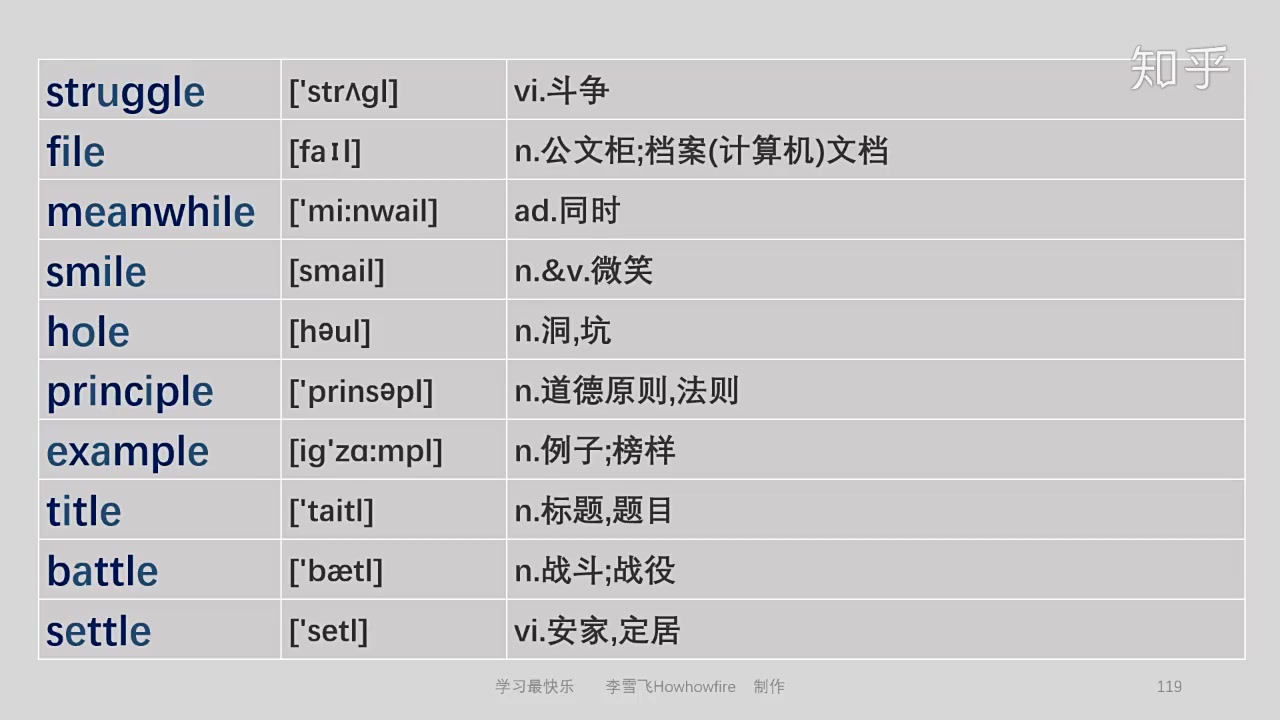 知乎
struggle ['strʌgl] vi.斗争
file [faɪl] n.公文柜;档案(计算机)文档
meanwhile ['mi:nwail] ad.同时
smile [smail] n.&v.微笑
hole [həul] n.洞,坑
principle ['prinsəpl] n.道德原则,法则
example [ig'zɑ:mpl] n.例子;榜样
title ['taitl] n.标题,题目
battle ['bætl] n.战斗;战役
settle ['setl] vi.安家,定居
学习最快乐 李雪飞Howhowfire 制作 119